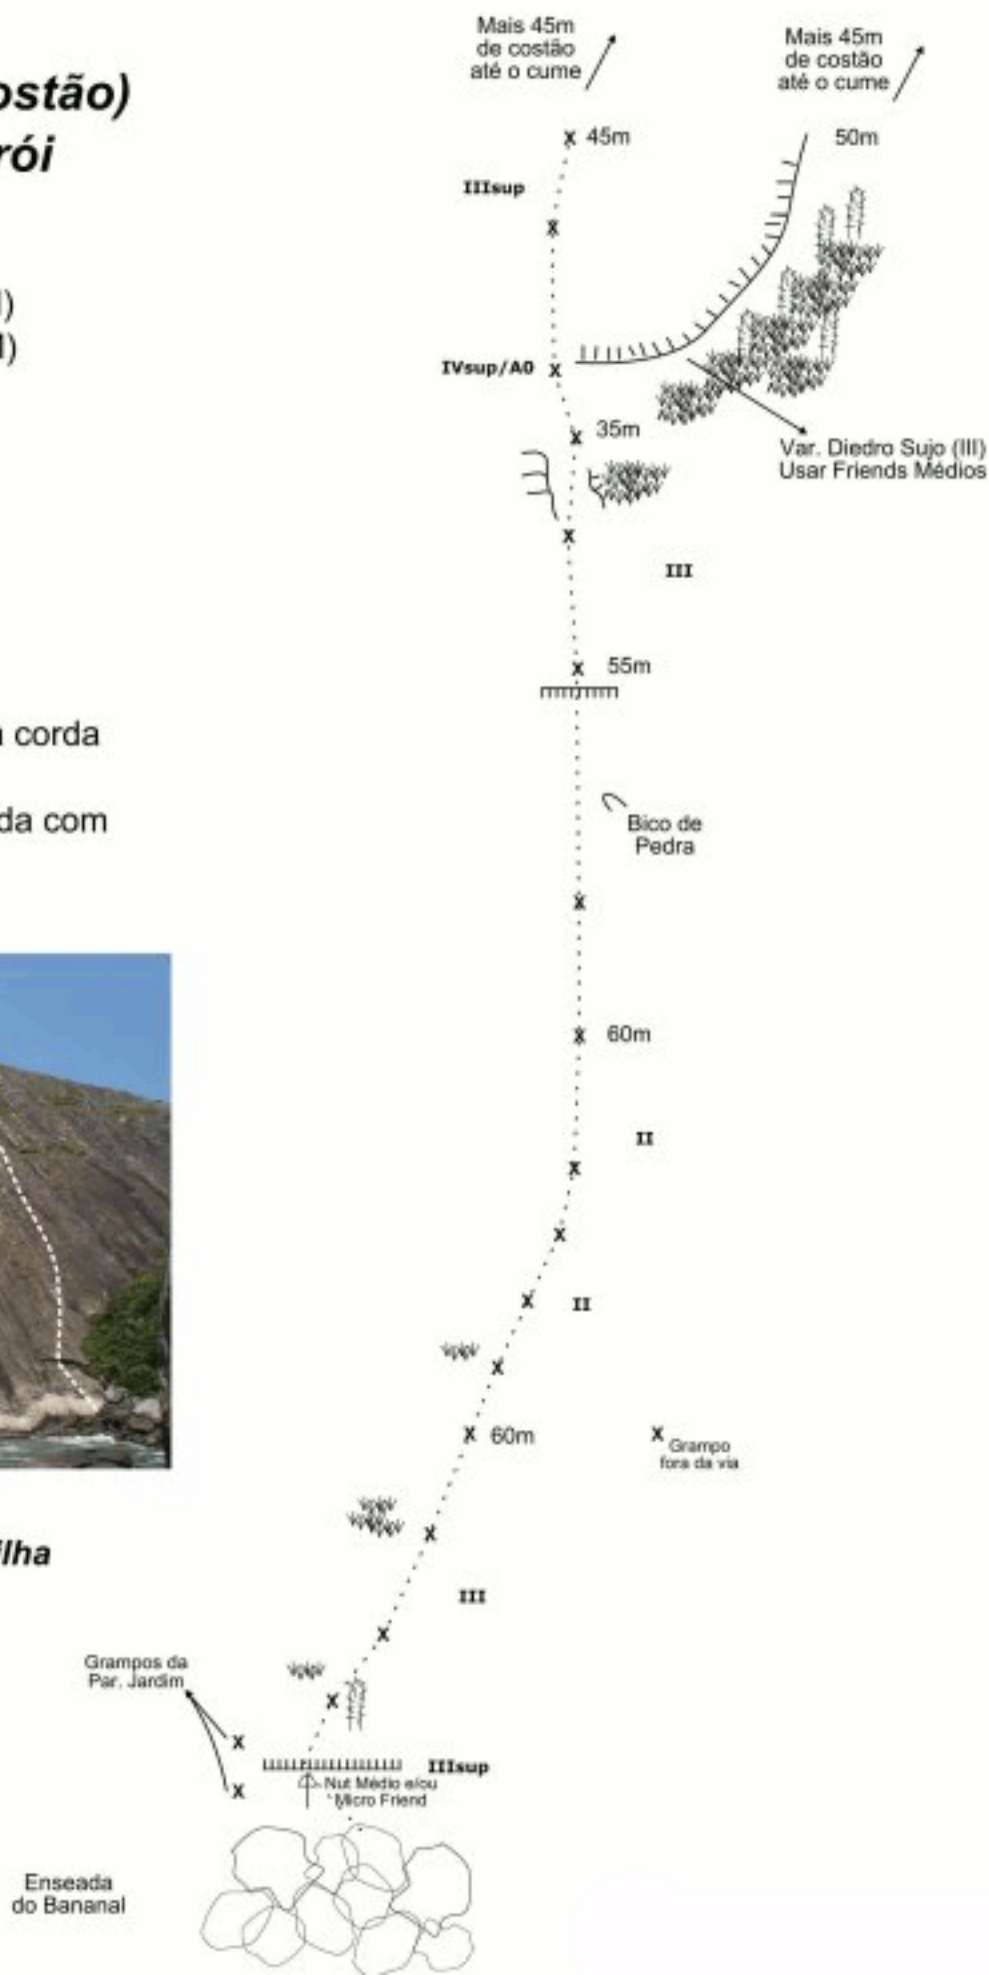 ostão)
rói
)
)
a corda
da com
ilha
Mais 45m
de costão
até o cume
Mais 45m
de costão
até o cume
x 45m
50m
IIIsup
x
IVsup/A0 x
x 35m
Var. Diedro Sujo (III)
Usar Friends Médios
x
III
x 55m
Bico de
Pedra
x
x 60m
II
x
x
x II
x
x 60m
x Grampo
fora da via
x
III
x
Grampos da
Par. Jardim
x
x
IIIsup
Nut Médio e/ou
Micro Friend
x
Enseada
do Bananal